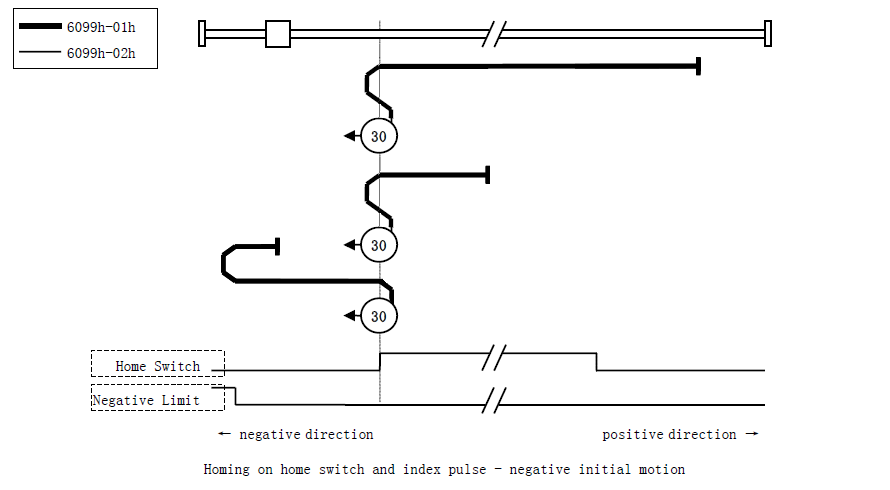 6099h-01h
6099h-02h
30
30
30
Home Switch
Negative Limit
← negative direction
positive direction →
Homing on home switch and index pulse - negative initial motion